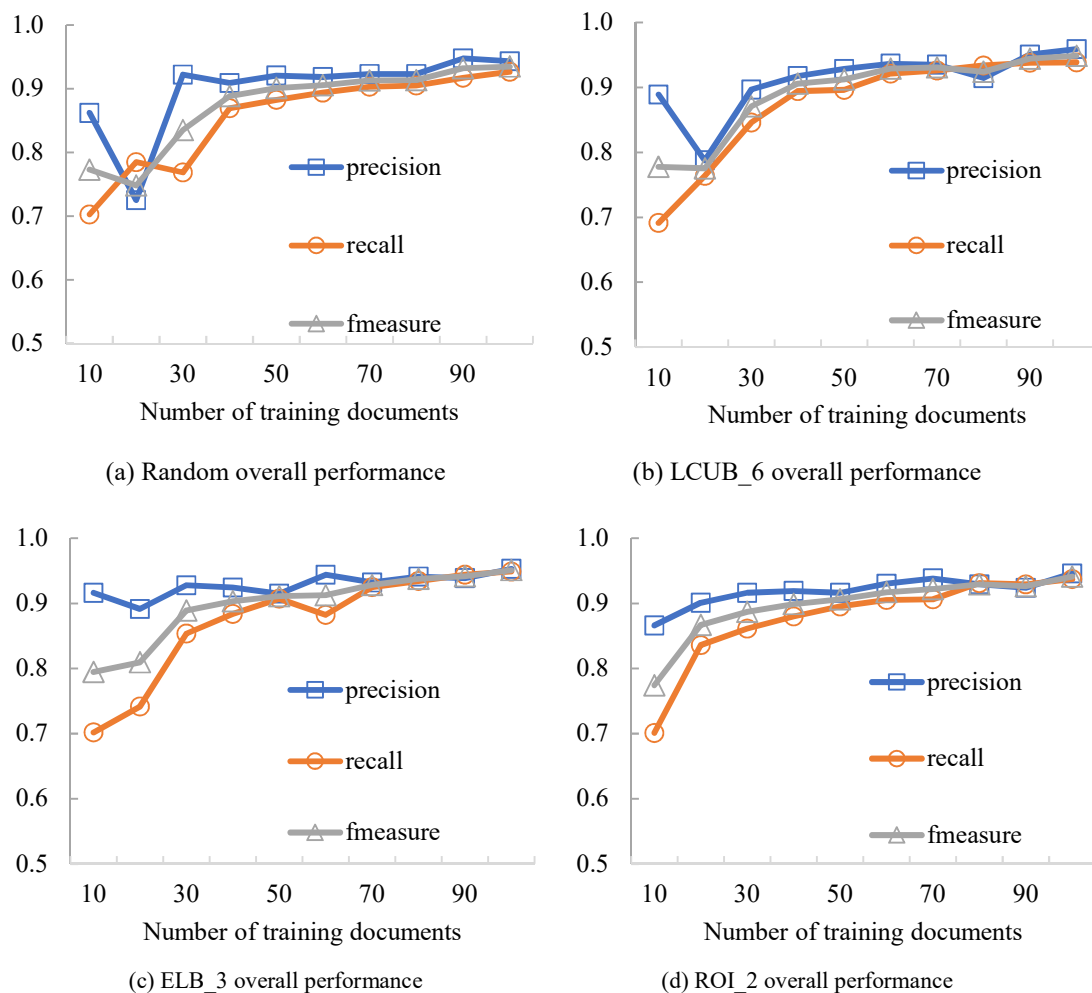 1.0
0.9
0.8
0.7
0.6
0.5
precision
recall
fmeasure
10 30 50 70 90
Number of training documents
(a) Random overall performance
1.0
0.9
0.8
0.7
0.6
0.5
precision
recall
fmeasure
10 30 50 70 90
Number of training documents
(b) LCUB_6 overall performance
1.0
0.9
0.8
0.7
0.6
0.5
precision
recall
fmeasure
10 30 50 70 90
Number of training documents
(c) ELB_3 overall performance
1.0
0.9
0.8
0.7
0.6
0.5
precision
recall
fmeasure
10 30 50 70 90
Number of training documents
(d) ROI_2 overall performance